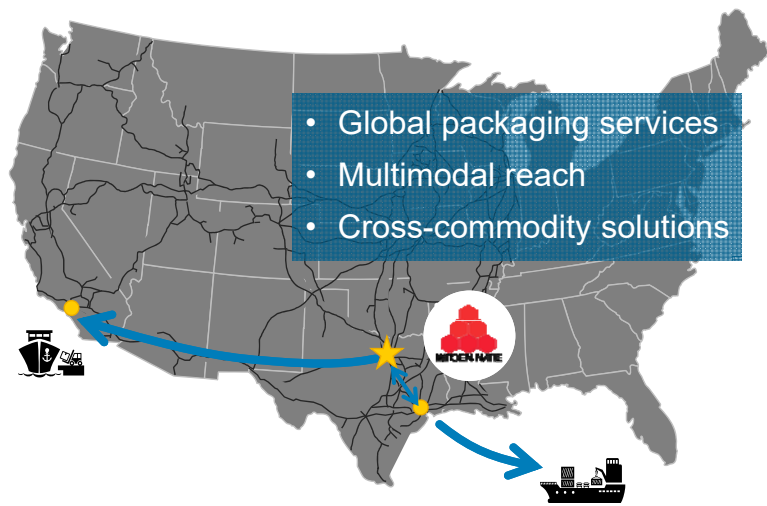 • Global packaging services
• Multimodal reach
• Cross-commodity solutions